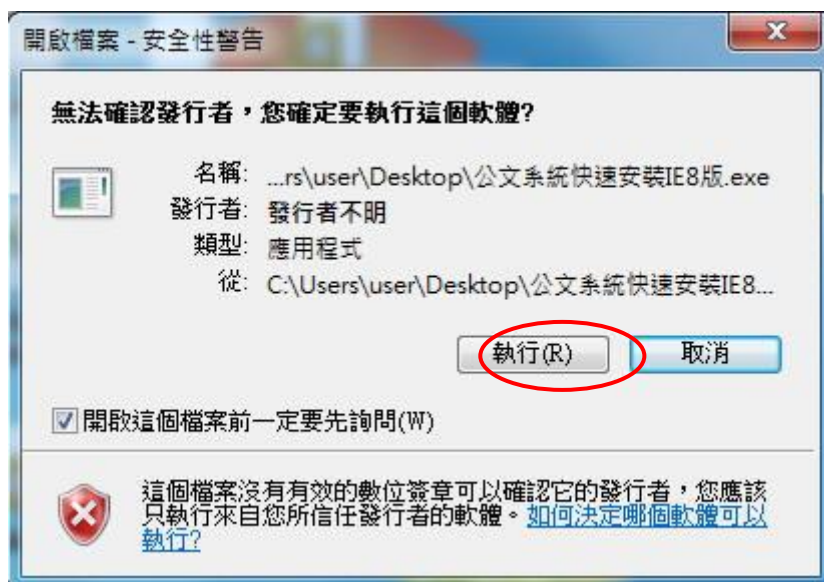 開啟檔案 - 安全性警告
無法確認發行者，您確定要執行這個軟體?
名稱: ...rs\user\Desktop\公文系統快速安裝IE8版.exe
發行者: 發行者不明
類型: 應用程式
從: C:\Users\user\Desktop\公文系統快速安裝IE8...
執行(R) 取消
開啟這個檔案前一定要先詢問(W)
這個檔案沒有有效的數位簽章可以確認它的發行者，您應該
只執行來自您所信任發行者的軟體。如何決定哪個軟體可以
執行?